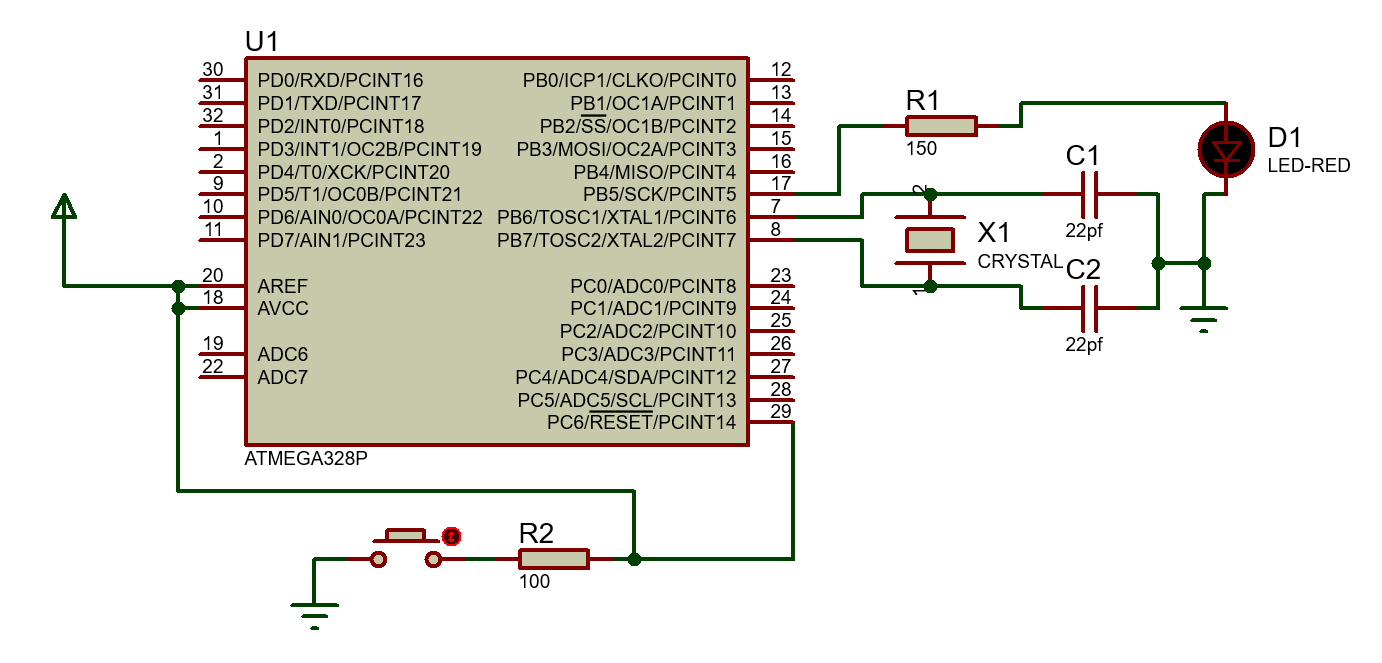 U1
30 PD0/RXD/PCINT16 PB0/ICP1/CLKO/PCINT0 12
31 PD1/TXD/PCINT17 PB1/OC1A/PCINT1 13
32 PD2/INT0/PCINT18 PB2/SS/OC1B/PCINT2 14
1 PD3/INT1/OC2B/PCINT19 PB3/MOSI/OC2A/PCINT3 15
2 PD4/T0/XCK/PCINT20 PB4/MISO/PCINT4 16
9 PD5/T1/OC0B/PCINT21 PB5/SCK/PCINT5 17
10 PD6/AIN0/OC0A/PCINT22 PB6/TOSC1/XTAL1/PCINT6 7
11 PD7/AIN1/PCINT23 PB7/TOSC2/XTAL2/PCINT7 8
20 AREF PC0/ADC0/PCINT8 23
18 AVCC PC1/ADC1/PCINT9 24
PC2/ADC2/PCINT10 25
19 ADC6 PC3/ADC3/PCINT11 26
22 ADC7 PC4/ADC4/SDA/PCINT12 27
PC5/ADC5/SCL/PCINT13 28
PC6/RESET/PCINT14 29
ATMEGA328P
R1
150
D1
LED-RED
C1
22pf
2
X1
CRYSTAL
1
C2
22pf
R2
100